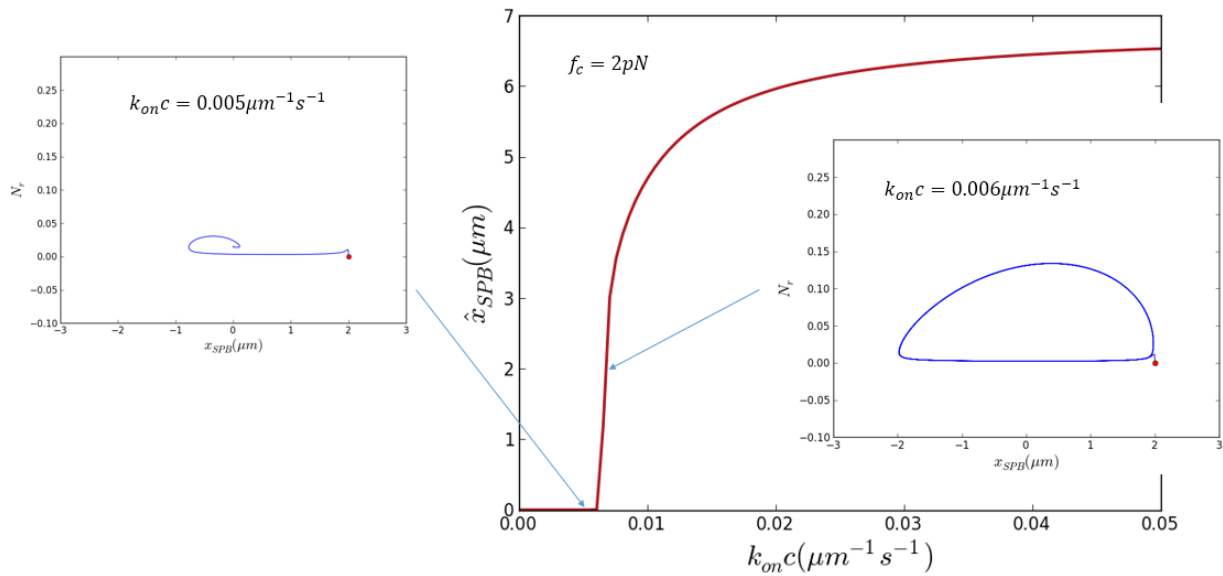 k_{on}c = 0.005μm^{-1}s^{-1}
0.25
0.20
0.15
0.10
0.05
0.00
−0.05
−0.10
N_r
−3 −2 −1 0 1 2 3
x_{SPB}(μm)
f_c = 2pN
7
6
5
4
3
2
1
0
x̂_{SPB}(μm)
0.00 0.01 0.02 0.03 0.04 0.05
k_{on}c(μm^{-1}s^{-1})
k_{on}c = 0.006μm^{-1}s^{-1}
0.25
0.20
0.15
0.10
0.05
0.00
−0.05
−0.10
N_r
−3 −2 −1 0 1 2 3
x_{SPB}(μm)